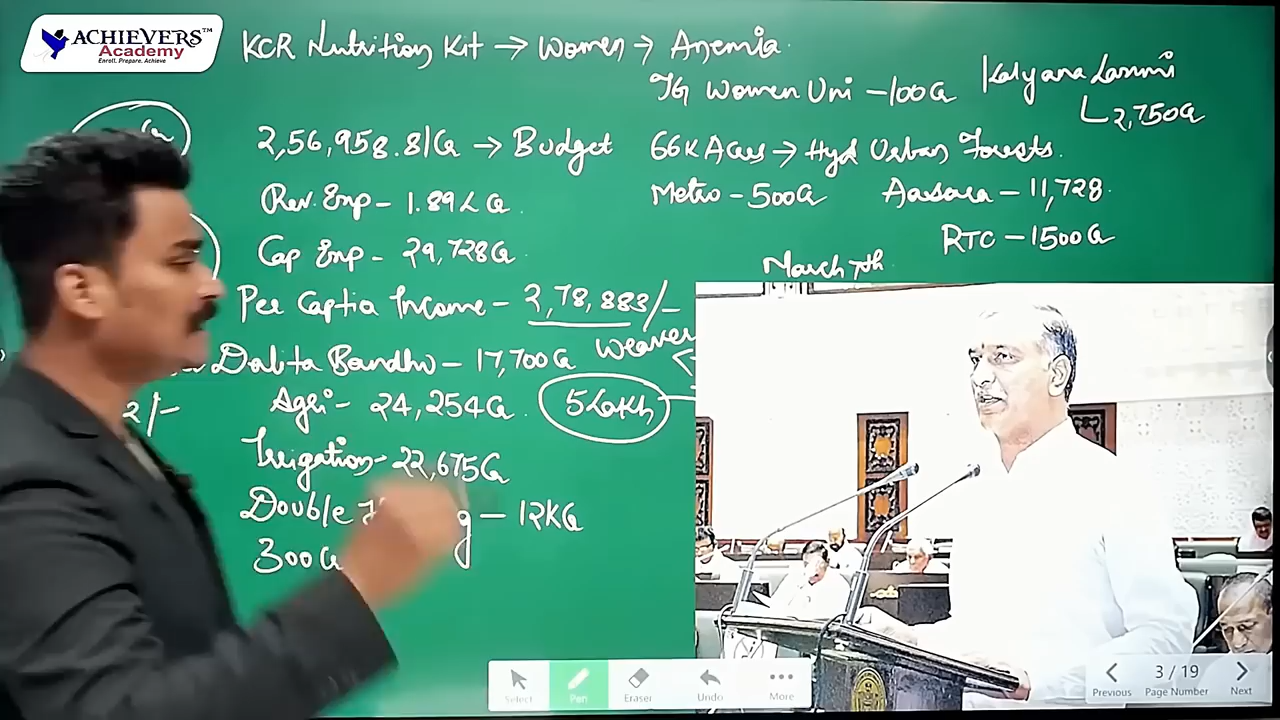 ACHIEVERS™
Academy
Enroll. Prepare. Achieve
KCR Nutrition Kit → Women → Anemia
TG Women Uni - 100Cr
Kalyana Laxmi
2,750Cr
2,56,958.81Cr → Budget
66K Acres → Hyd Urban Forests.
Rev. Exp - 1.89L Cr
Metro - 500Cr
Aasara - 11,728
Cap Exp - 29,728Cr
RTC - 1500Cr
March 7th
Per Captia Income - 2,78,883/-
Dalita Bandhu - 17,700Cr
Weaver
2/-
Agri - 24,254Cr
5 Lakh
Irrigation - 22,675Cr
Double g - 12KCr
300Cr
Select
Pen
Eraser
Undo
More
Previous
3 / 19
Page Number
Next